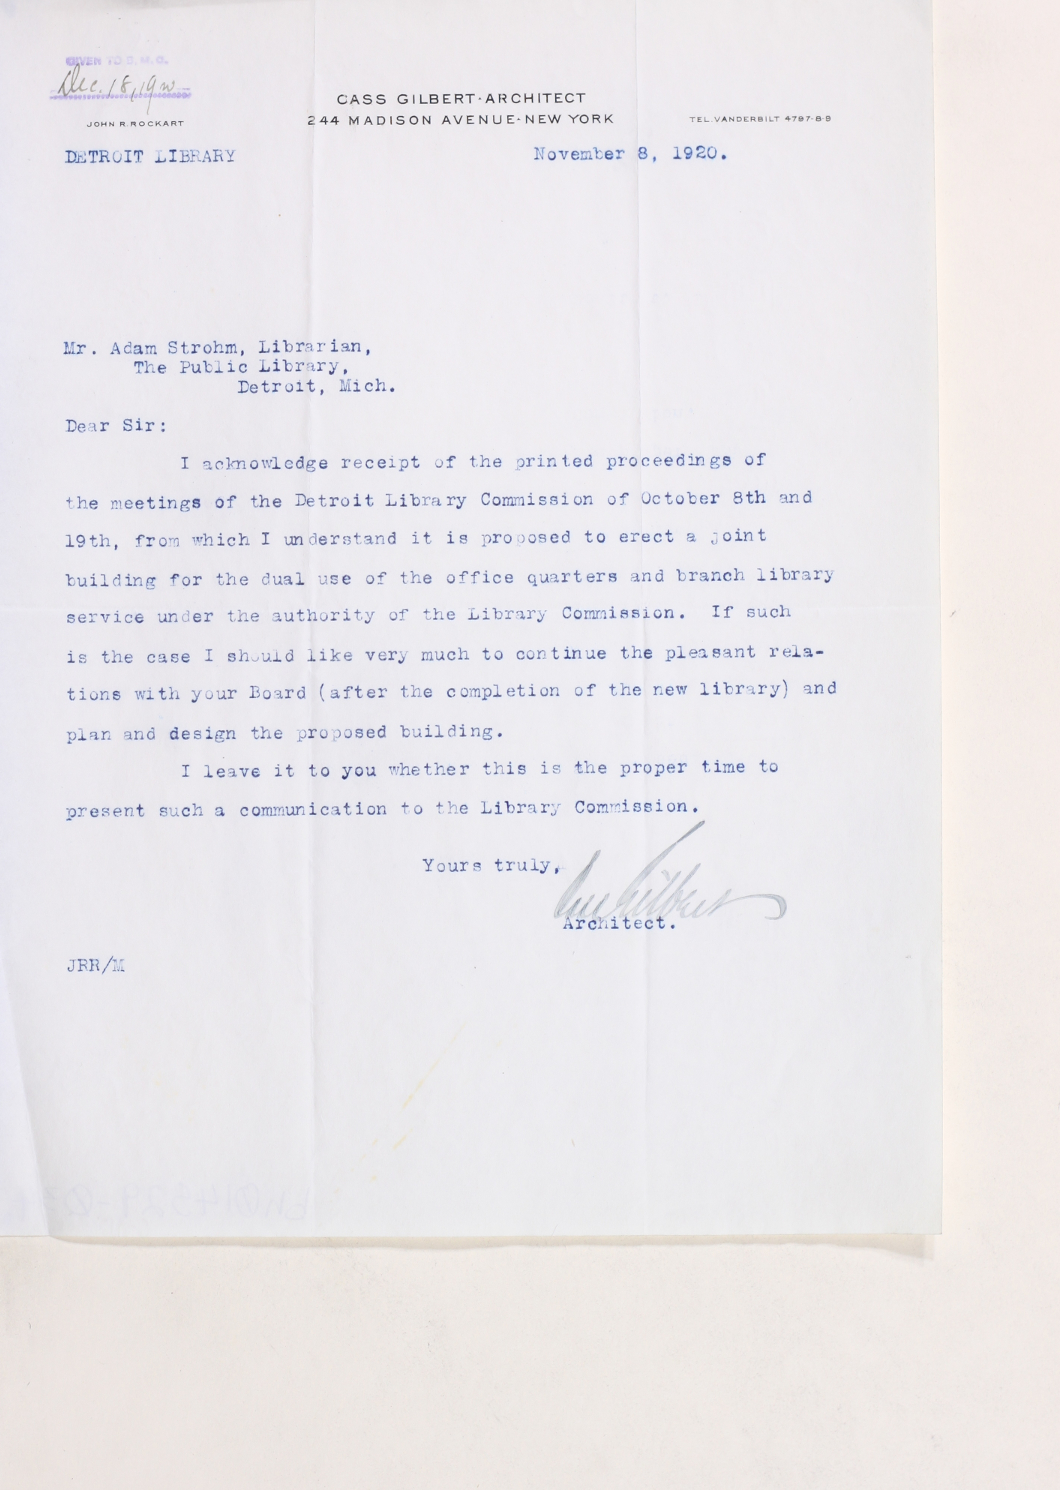 GIVEN TO
Dec. 18, 1920
CASS GILBERT·ARCHITECT
244 MADISON AVENUE·NEW YORK
JOHN R. ROCKART
TEL. VANDERBILT 4797-8-9
DETROIT LIBRARY
November 8, 1920.
Mr. Adam Strohm, Librarian,
The Public Library,
Detroit, Mich.
Dear Sir:
I acknowledge receipt of the printed proceedings of
the meetings of the Detroit Library Commission of October 8th and
19th, from which I understand it is proposed to erect a joint
building for the dual use of the office quarters and branch library
service under the authority of the Library Commission. If such
is the case I should like very much to continue the pleasant rela-
tions with your Board (after the completion of the new library) and
plan and design the proposed building.
I leave it to you whether this is the proper time to
present such a communication to the Library Commission.
Yours truly,
Cass Gilbert
Architect.
JRR/M